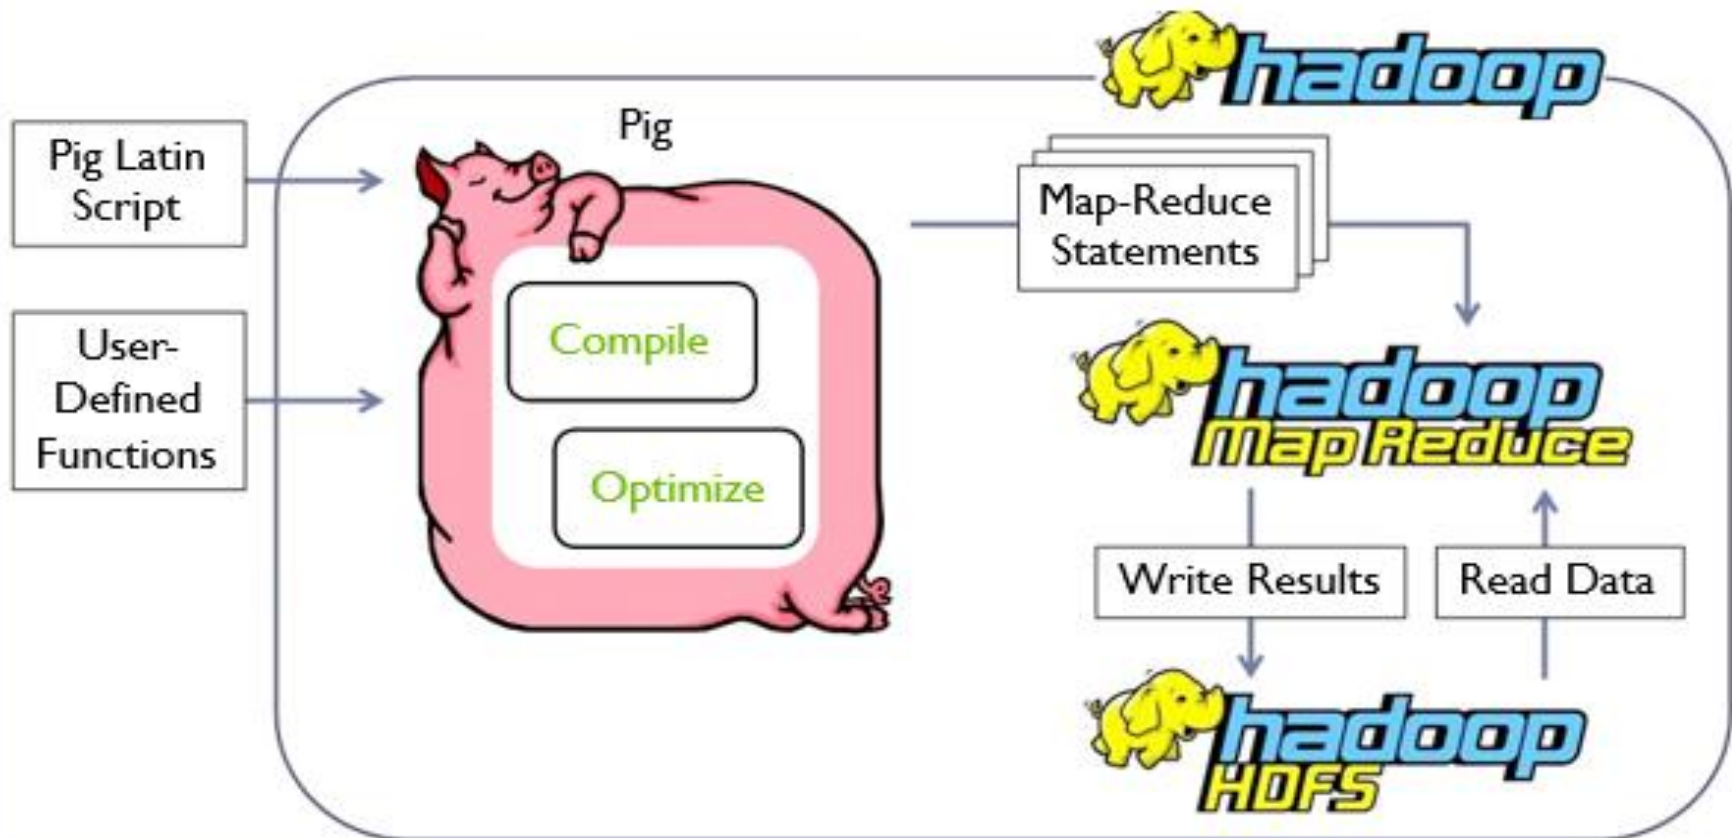 hadoop
Pig
Pig Latin
Script
Map-Reduce
Statements
User-
Defined
Functions
Compile
Optimize
hadoop
Map Reduce
Write Results
Read Data
hadoop
HDFS